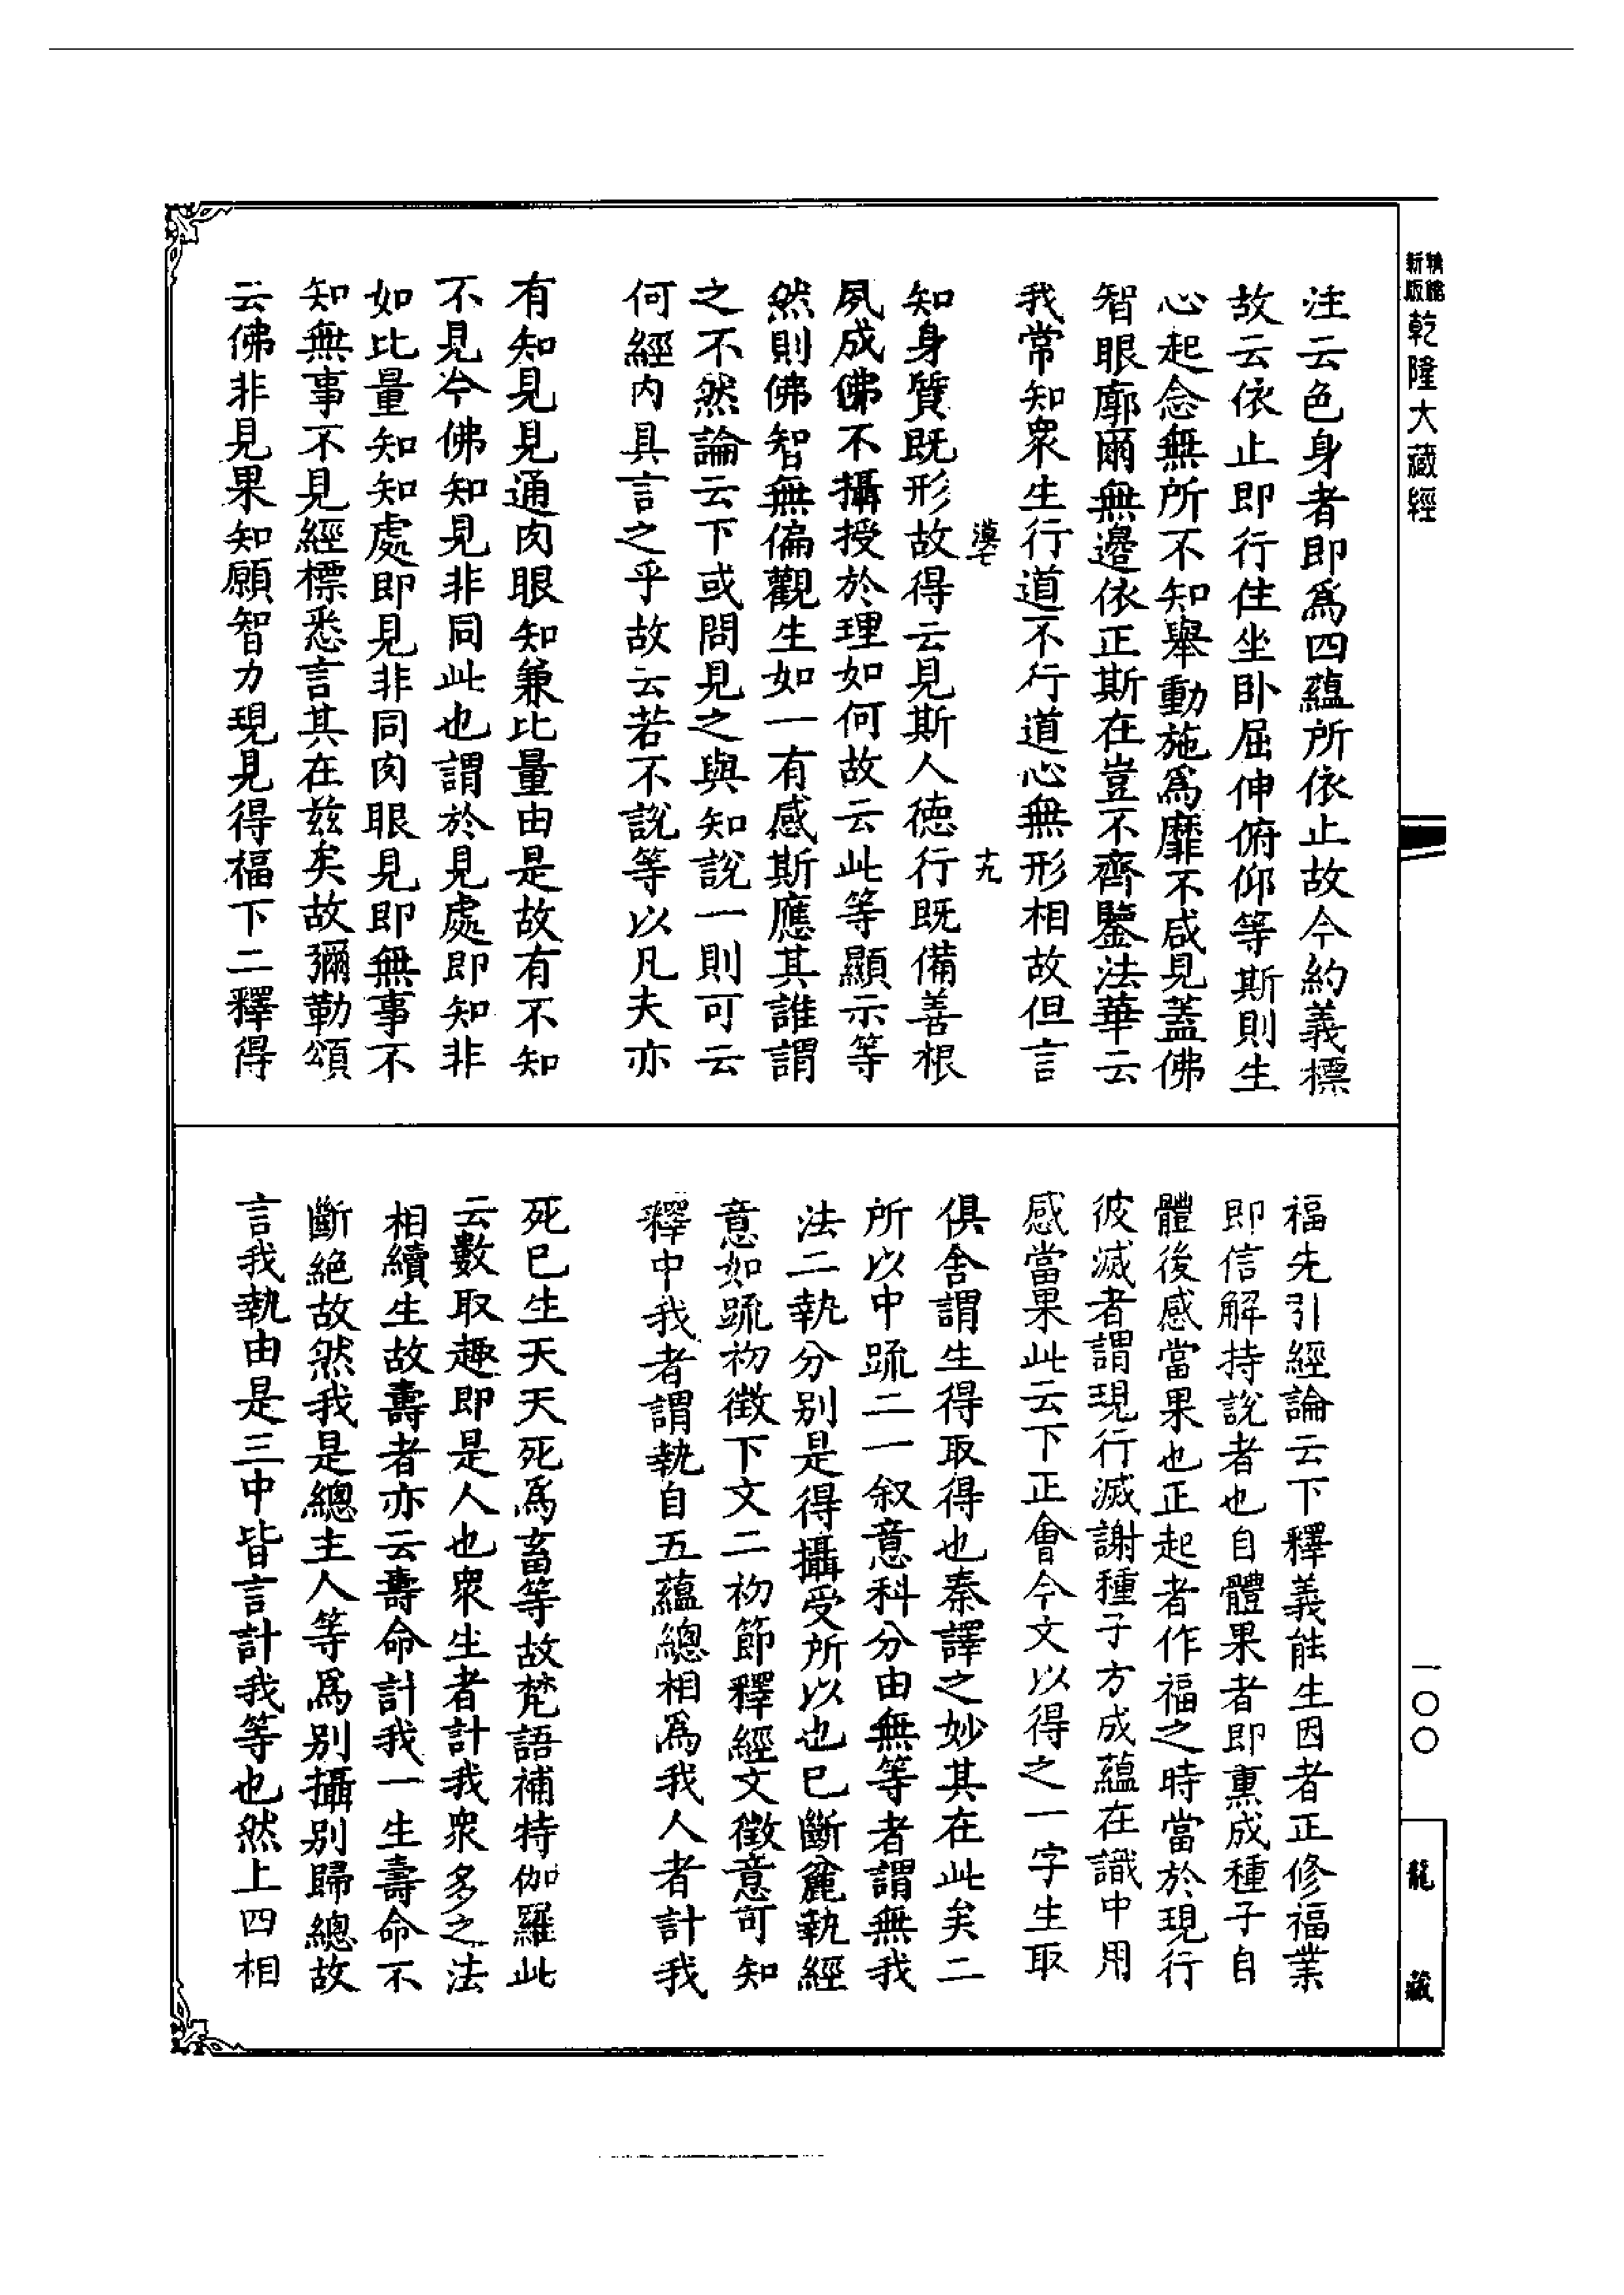 新版
乾隆大藏經
注云色身者即爲四蘊所依止故今約義標
故云依止即行住坐卧屈伸俯仰等斯則生
心起念無所不知舉動施爲靡不咸見蓋佛
智眼廓爾無邊依正斯在豈不齊鑒法華云
我常知衆生行道不行道心無形相故但言
知身質既形故得云見斯人德行既備善根
夙成佛不攝授於理如何故云此等顯示等
然則佛智無偏觀生如一有感斯應其誰謂
之不然論云下或問見之與知說一則可云
何經內具言之乎故云若不說等以凡夫亦
有知見見通肉眼知兼比量由是故有不知
不見今佛知見非同此也謂於見處即知非
如比量知知處即見非同肉眼見即無事不
知無事不見經標悉言其在茲矣故彌勒頌
云佛非見果知願智力現見得福下二釋得
福先引經論云下釋義能生因者正修福業
即信解持說者也自體果者即熏成種子自
體後感當果也正起者作福之時當於現行
彼滅者謂現行滅謝種子方成蘊在識中用
感當果此云下正會今文以得之一字生取
俱舍謂生得取得也秦譯之妙其在此矣二
所以中疏二一叙意科分由無等者謂無我
法二執分別是得攝受所以也已斷麁執經
意如疏初徵下文二初節釋經文徵意可知
釋中我者謂執自五蘊總相爲我人者計我
死已生天天死爲畜等故梵語補特伽羅此
云數取趣即是人也衆生者計我衆多之法
相續生故壽者亦云壽命計我一生壽命不
斷絕故然我是總主人等爲別攝別歸總故
言我執由是三中皆言計我等也然上四相
十九
一〇〇
龍藏